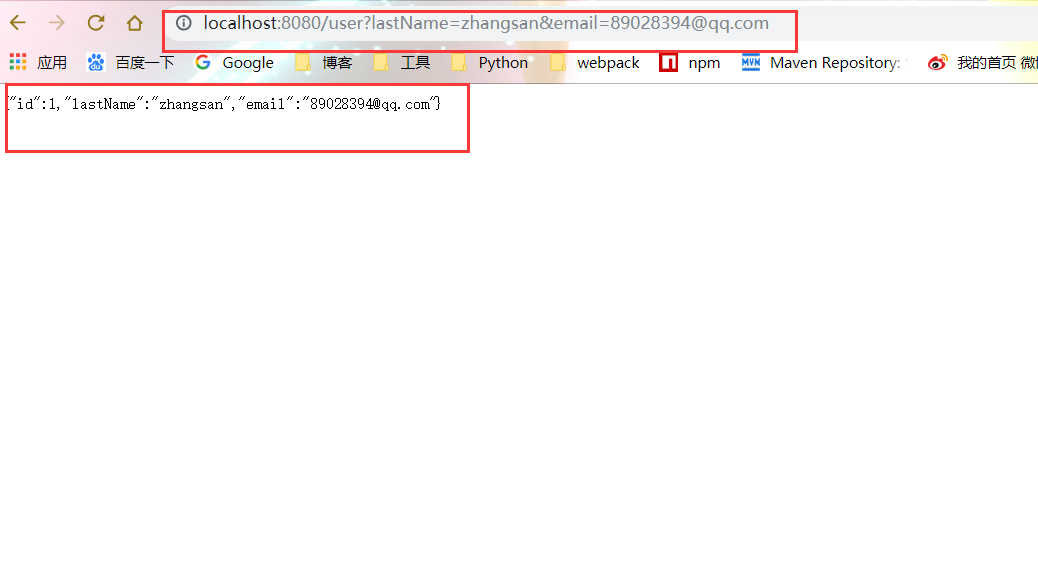 localhost:8080/user?lastName=zhangsan&email=89028394@qq.com
应用 百度一下 Google 博客 工具 Python webpack npm Maven Repository: 我的首页 微
{"id":1,"lastName":"zhangsan","email":"89028394@qq.com"}